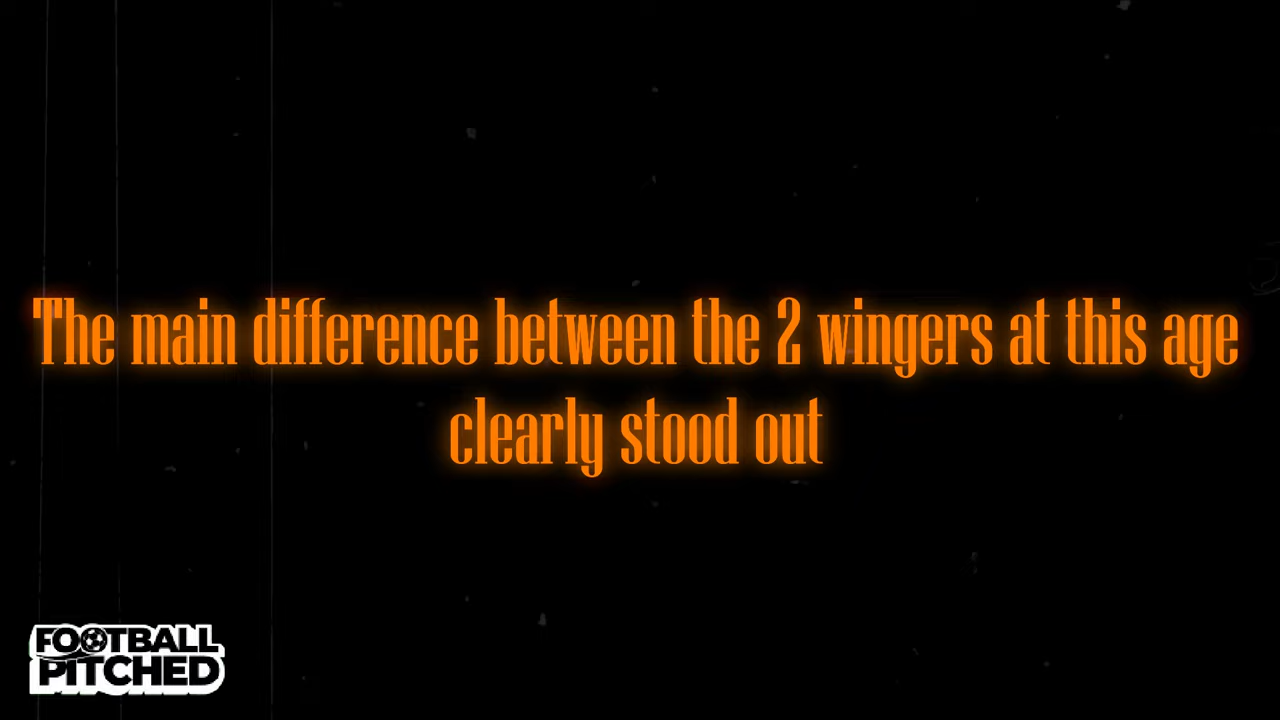 The main difference between the 2 wingers at this age
clearly stood out
FOOTBALL
PITCHED